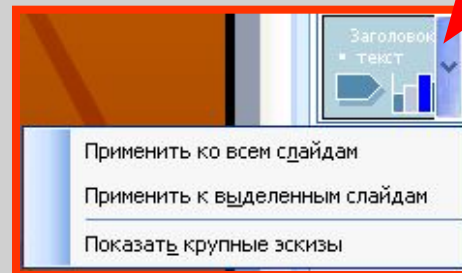 Заголовок
▪ текст
Применить ко всем слайдам
Применить к выделенным слайдам
Показать крупные эскизы